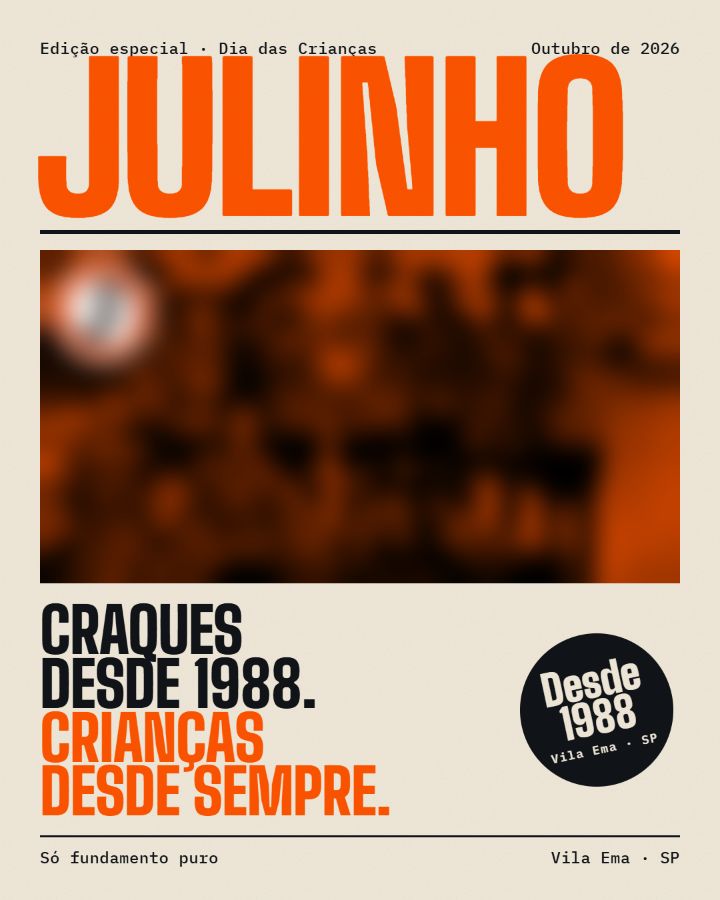 Edição especial · Dia das Crianças
Outubro de 2026
JULINHO
CRAQUES
DESDE 1988.
CRIANÇAS
DESDE SEMPRE.
Desde
1988
Vila Ema · SP
Só fundamento puro
Vila Ema · SP